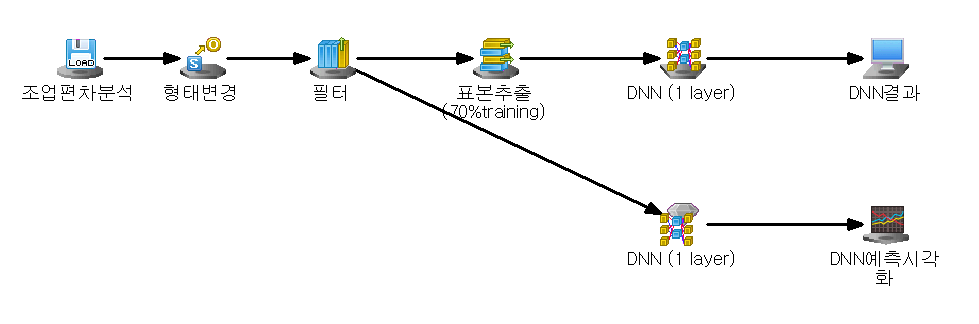 LOAD
S
O
조업편차분석
형태변경
필터
표본추출
(70%training)
DNN (1 layer)
DNN결과
DNN (1 layer)
DNN예측시각
화